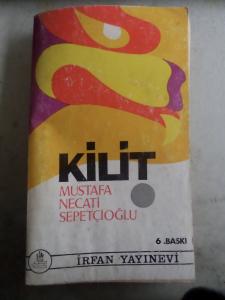 KİLİT
MUSTAFA
NECATİ
SEPETÇİOĞLU
6 .BASKI
İRFAN YAYINEVİ